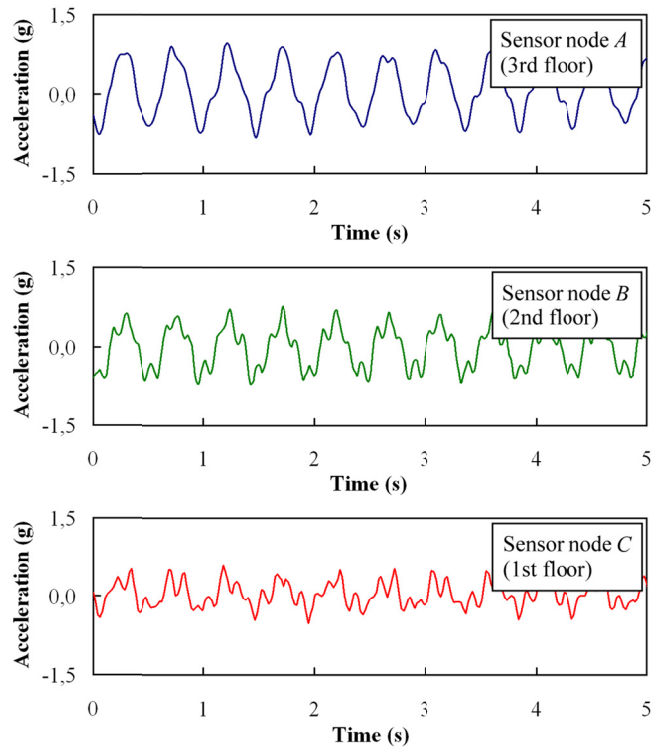 1,5
Sensor node A
(3rd floor)
Acceleration (g)
0,0
-1,5
0 1 2 3 4 5
Time (s)
1,5
Sensor node B
(2nd floor)
Acceleration (g)
0,0
-1,5
0 1 2 3 4 5
Time (s)
1,5
Sensor node C
(1st floor)
Acceleration (g)
0,0
-1,5
0 1 2 3 4 5
Time (s)